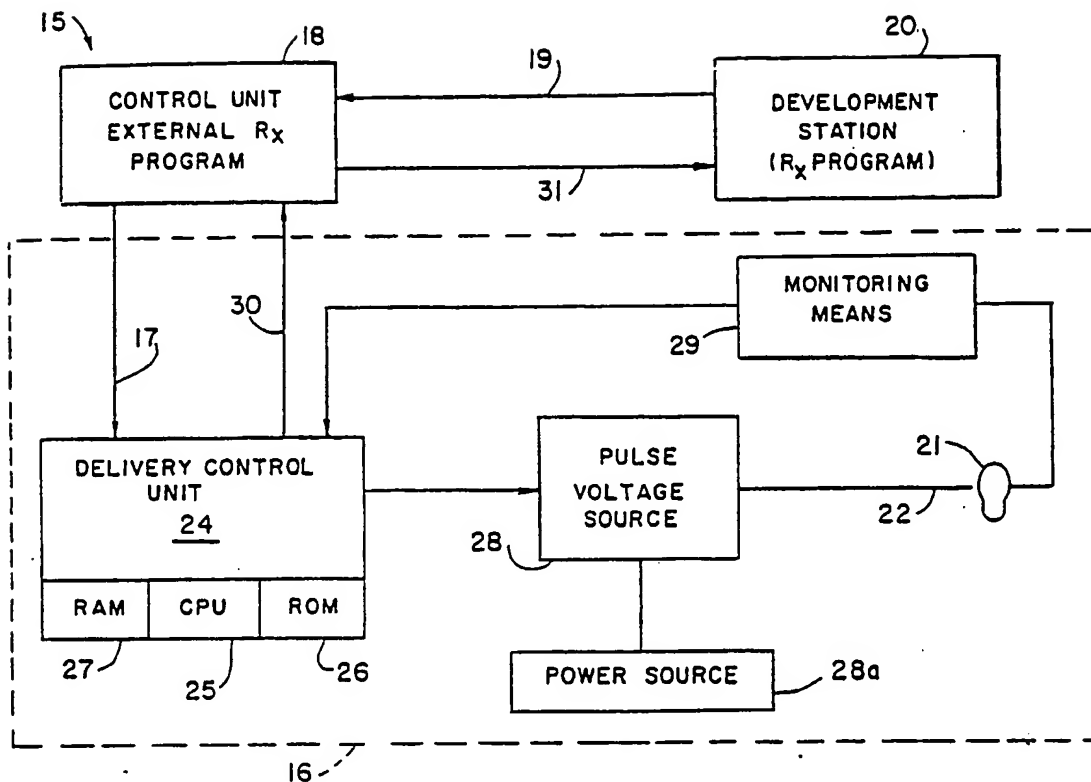 15
18
CONTROL UNIT
EXTERNAL Rx
PROGRAM
19
31
20
DEVELOPMENT
STATION
(Rx PROGRAM)
17
30
MONITORING
MEANS
29
DELIVERY CONTROL
UNIT
24
RAM CPU ROM
27 25 26
PULSE
VOLTAGE
SOURCE
28
21
22
POWER SOURCE
28a
16